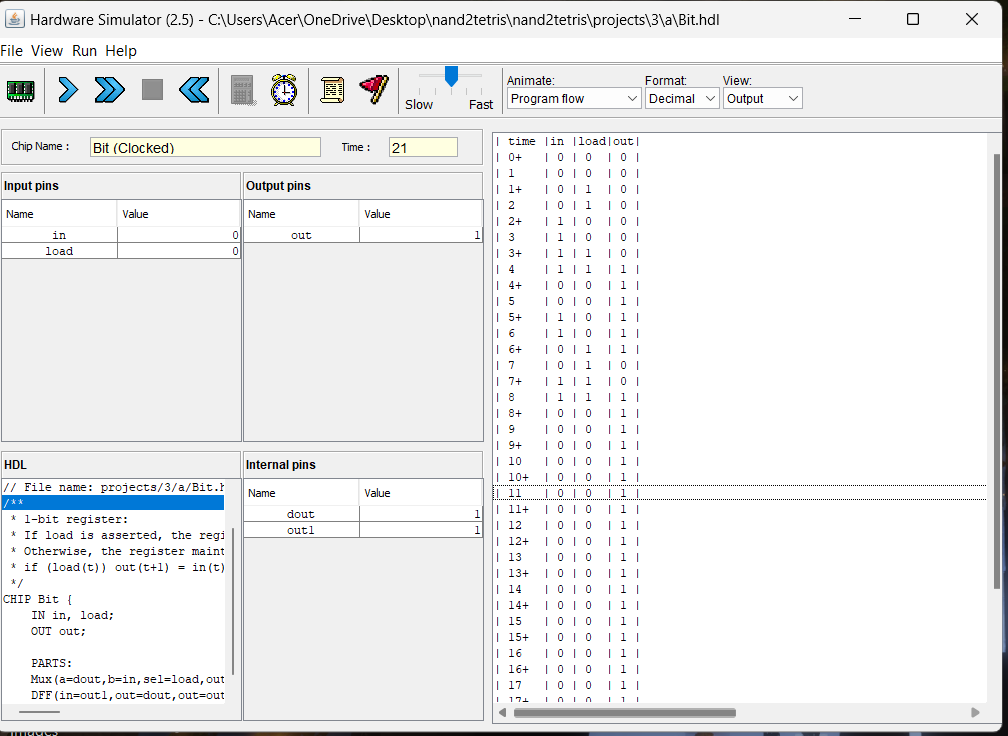 Hardware Simulator (2.5) - C:\Users\Acer\OneDrive\Desktop\nand2tetris\nand2tetris\projects\3\a\Bit.hdl
File View Run Help
Slow Fast
Animate: Format: View:
Program flow Decimal Output
Chip Name : Bit (Clocked) Time : 21
Input pins
Name Value
in 0
load 0
Output pins
Name Value
out 1
HDL
// File name: projects/3/a/Bit.h
/**
* 1-bit register:
* If load is asserted, the regi
* Otherwise, the register maint
* if (load(t)) out(t+1) = in(t)
*/
CHIP Bit {
IN in, load;
OUT out;
PARTS:
Mux(a=dout,b=in,sel=load,out
DFF(in=out1,out=dout,out=out
Internal pins
Name Value
dout 1
out1 1
| time |in |load|out|
| 0+ | 0 | 0 | 0 |
| 1 | 0 | 0 | 0 |
| 1+ | 0 | 1 | 0 |
| 2 | 0 | 1 | 0 |
| 2+ | 1 | 0 | 0 |
| 3 | 1 | 0 | 0 |
| 3+ | 1 | 1 | 0 |
| 4 | 1 | 1 | 1 |
| 4+ | 0 | 0 | 1 |
| 5 | 0 | 0 | 1 |
| 5+ | 1 | 0 | 1 |
| 6 | 1 | 0 | 1 |
| 6+ | 0 | 1 | 1 |
| 7 | 0 | 1 | 0 |
| 7+ | 1 | 1 | 0 |
| 8 | 1 | 1 | 1 |
| 8+ | 0 | 0 | 1 |
| 9 | 0 | 0 | 1 |
| 9+ | 0 | 0 | 1 |
| 10 | 0 | 0 | 1 |
| 10+ | 0 | 0 | 1 |
| 11 | 0 | 0 | 1 |
| 11+ | 0 | 0 | 1 |
| 12 | 0 | 0 | 1 |
| 12+ | 0 | 0 | 1 |
| 13 | 0 | 0 | 1 |
| 13+ | 0 | 0 | 1 |
| 14 | 0 | 0 | 1 |
| 14+ | 0 | 0 | 1 |
| 15 | 0 | 0 | 1 |
| 15+ | 0 | 0 | 1 |
| 16 | 0 | 0 | 1 |
| 16+ | 0 | 0 | 1 |
| 17 | 0 | 0 | 1 |
| 17+ | 0 | 0 | 1 |